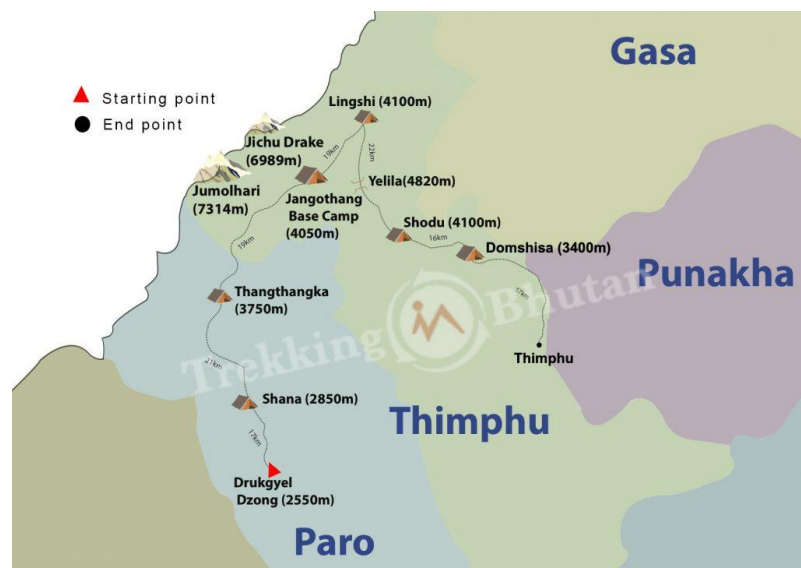 Gasa
Starting point
End point
Lingshi (4100m)
Jichu Drake
(6989m)
19km
22km
Jumolhari
(7314m)
Jangothang
Base Camp
(4050m)
Yelila(4820m)
Shodu (4100m)
16km
Domshisa (3400m)
Punakha
19km
17km
Thangthangka
(3750m)
Trekking Bhutan
Thimphu
21km
Shana (2850m)
Thimphu
17km
Drukgyel
Dzong (2550m)
Paro